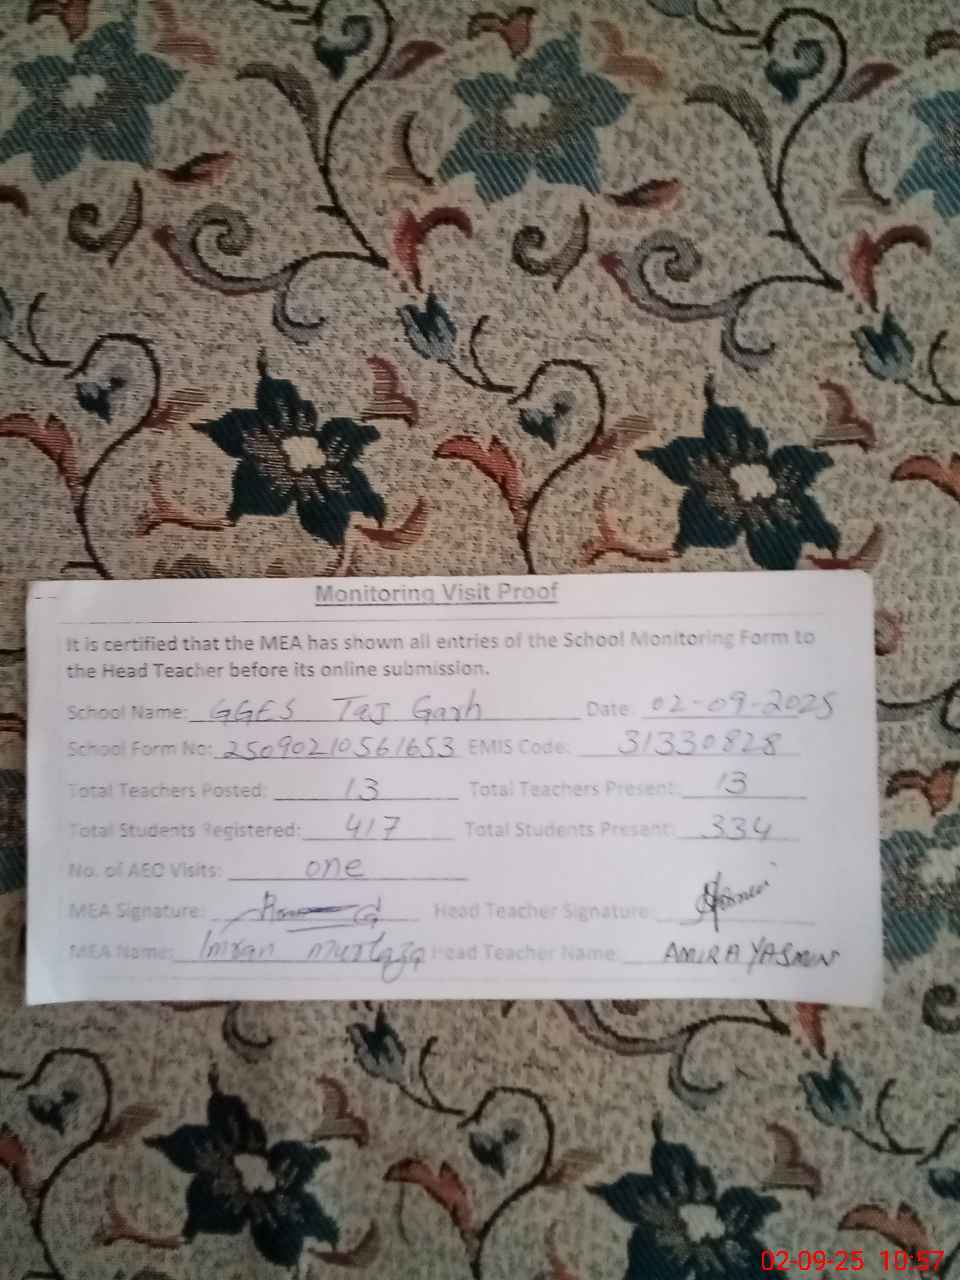 Monitoring Visit Proof
It is certified that the MEA has shown all entries of the School Monitoring Form to
the Head Teacher before its online submission.
School Name: GGES Taj Garh Date: 02-09-2025
School Form No: 25090210561653 EMIS Code: 31330828
Total Teachers Posted: 13 Total Teachers Present: 13
Total Students Registered: 417 Total Students Present: 334
No. of AEO Visits: one
MEA Signature: Head Teacher Signature:
MEA Name: Imran Murtaza Head Teacher Name: AMIRA YASMIN
02-09-25 10:57